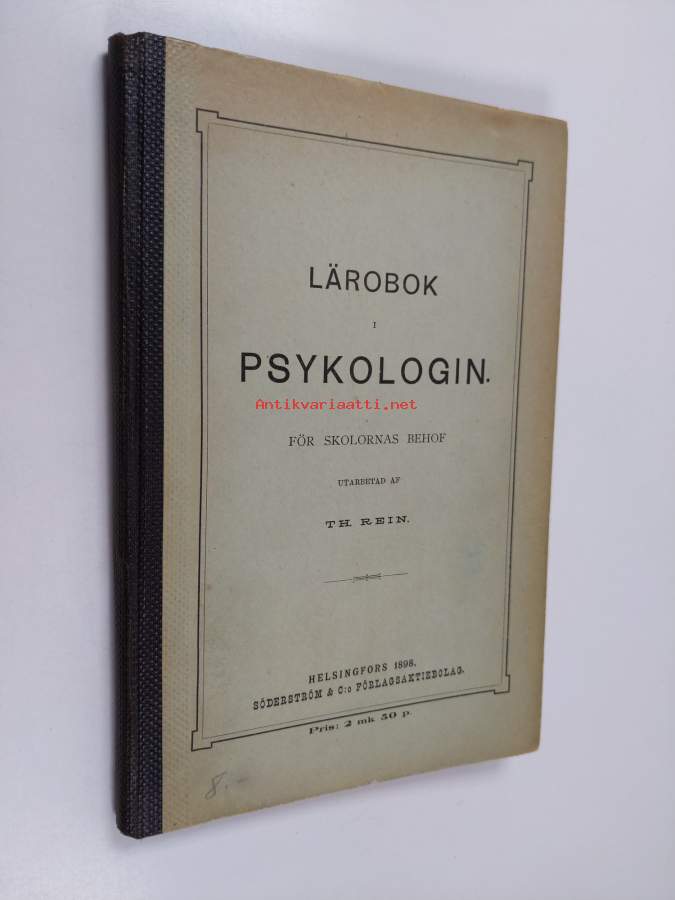 LÄROBOK
I
PSYKOLOGIN.
Antikvariaatti.net
FÖR SKOLORNAS BEHOF
UTARBETAD AF
TH. REIN.
HELSINGFORS 1898.
SÖDERSTRÖM & C:o FÖRLAGSAKTIEBOLAG.
Pris: 2 mk 50 p.
8.-